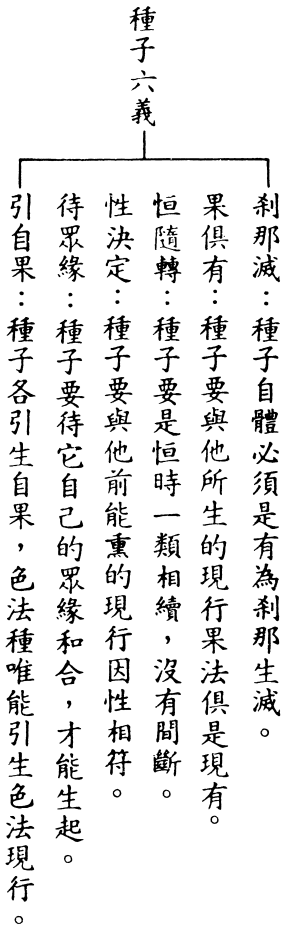 種子六義
剎那滅：種子自體必須是有為剎那生滅。
果俱有：種子要與他所生的現行果法俱是現有。
恒隨轉：種子要是恒時一類相續，沒有間斷。
性決定：種子要與他前能熏的現行因性相符。
待眾緣：種子要待它自己的眾緣和合，才能生起。
引自果：種子各引生自果，色法種唯能引生色法現行。